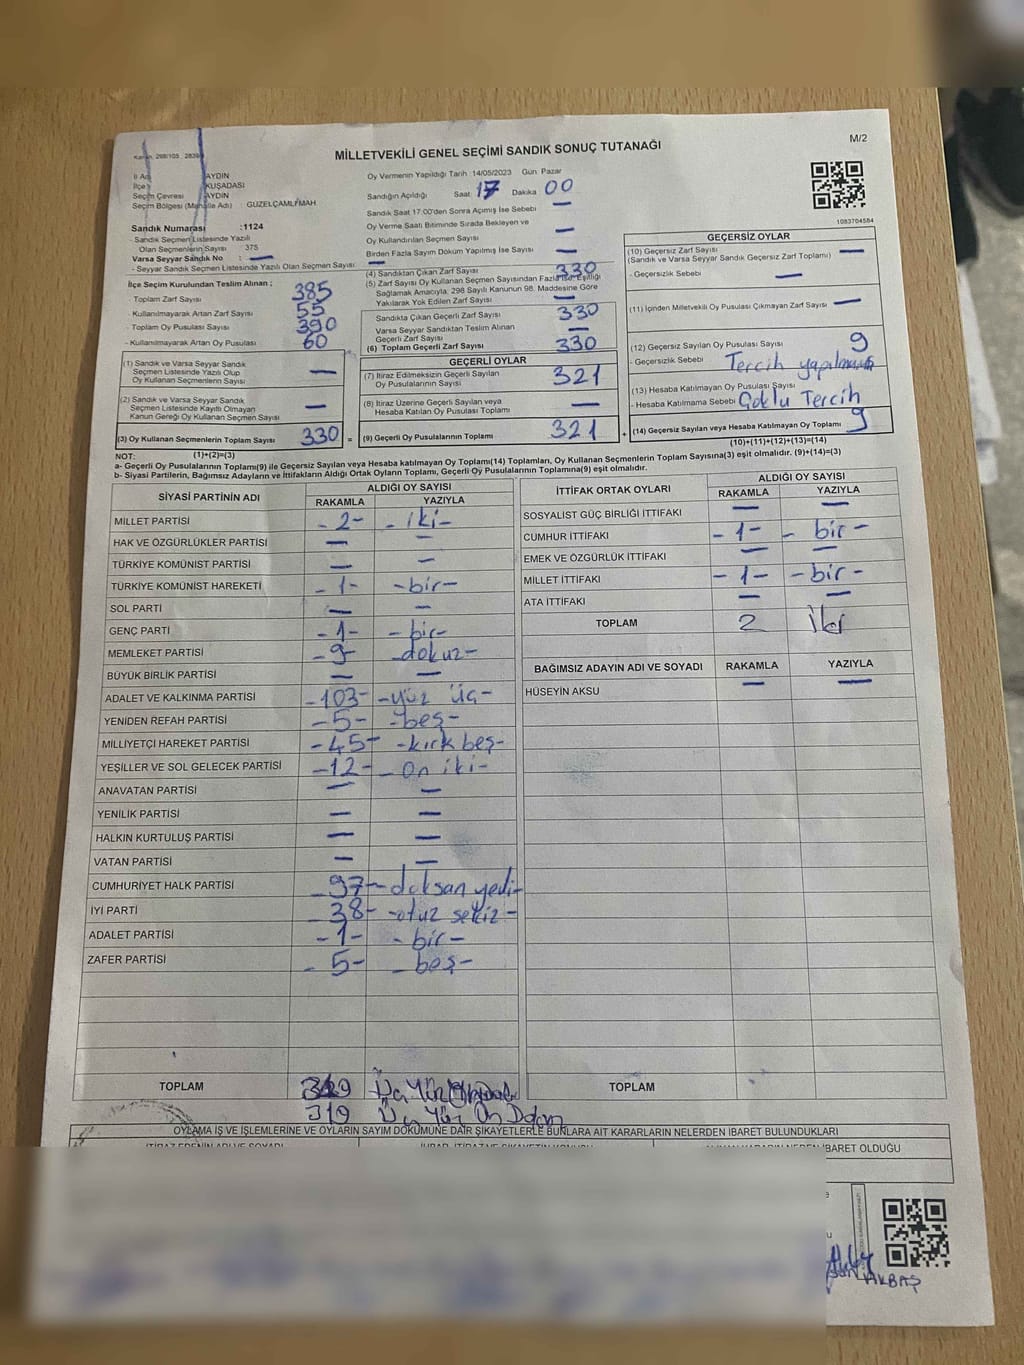 Kanun: 298/105 2839/
M/2
MİLLETVEKİLİ GENEL SEÇİMİ SANDIK SONUÇ TUTANAĞI
İl Adı : AYDIN
İlçe : KUŞADASI
Seçim Çevresi : AYDIN
Seçim Bölgesi (Mahalle Adı) : GÜZELÇAMLI MAH
Sandık Numarası :1124
Sandık Seçmen Listesinde Yazılı
Olan Seçmenlerin Sayısı : 375
Varsa Seyyar Sandık No : —
- Seyyar Sandık Seçmen Listesinde Yazılı Olan Seçmen Sayısı : —
İlçe Seçim Kurulundan Teslim Alınan ;
Toplam Zarf Sayısı 385
- Kullanılmayarak Artan Zarf Sayısı : 55
- Toplam Oy Pusulası Sayısı : 390
- Kullanılmayarak Artan Oy Pusulası : 60
Oy Vermenin Yapıldığı Tarih :14/05/2023 Gün: Pazar
Sandığın Açıldığı Saat 17 Dakika 00
Sandık Saat 17:00'den Sonra Açımış İse Sebebi —
Oy Verme Saati Bitiminde Sırada Bekleyen ve
Oy Kullandırılan Seçmen Sayısı —
Birden Fazla Sayım Döküm Yapılmış İse Sayısı —
(4) Sandıktan Çıkan Zarf Sayısı 330
(5) Zarf Sayısı Oy Kullanan Seçmen Sayısından Fazla ise, Eşitliği
Sağlamak Amacıyla, 298 Sayılı Kanunun 98. Maddesine Göre
Yakılarak Yok Edilen Zarf Sayısı —
Sandıkta Çıkan Geçerli Zarf Sayısı 330
Varsa Seyyar Sandıktan Teslim Alınan
Geçerli Zarf Sayısı —
(6) Toplam Geçerli Zarf Sayısı 330
1083704584
GEÇERSİZ OYLAR
(10) Geçersiz Zarf Sayısı
(Sandık ve Varsa Seyyar Sandık Geçersiz Zarf Toplamı) —
- Geçersizlik Sebebi : —
(11) İçinden Milletvekili Oy Pusulası Çıkmayan Zarf Sayısı —
(12) Geçersiz Sayılan Oy Pusulası Sayısı 9
- Geçersizlik Sebebi : Tercih yapılmamış
(13) Hesaba Katılmayan Oy Pusulası Sayısı
- Hesaba Katılmama Sebebi : Çoklu Tercih
(14) Geçersiz Sayılan veya Hesaba Katılmayan Oy Toplamı 9
(10)+(11)+(12)+(13)=(14)
(1) Sandık ve Varsa Seyyar Sandık
Seçmen Listesinde Yazılı Olup
Oy Kullanan Seçmenlerin Sayısı —
(2) Sandık ve Varsa Seyyar Sandık
Seçmen Listesinde Kayıtlı Olmayan
Kanun Gereği Oy Kullanan Seçmen Sayısı —
(3) Oy Kullanan Seçmenlerin Toplam Sayısı 330 =
(1)+(2)=(3)
GEÇERLİ OYLAR
(7) İtiraz Edilmeksizin Geçerli Sayılan
Oy Pusulalarının Sayısı 321
(8) İtiraz Üzerine Geçerli Sayılan veya
Hesaba Katılan Oy Pusulası Toplamı —
(9) Geçerli Oy Pusulalarının Toplamı 321 +
NOT:
a- Geçerli Oy Pusulalarının Toplamı(9) ile Geçersiz Sayılan veya Hesaba katılmayan Oy Toplamı(14) Toplamları, Oy Kullanan Seçmenlerin Toplam Sayısına(3) eşit olmalıdır. (9)+(14)=(3)
b- Siyasi Partilerin, Bağımsız Adayların ve İttifakların Aldığı Ortak Oyların Toplamı, Geçerli Oy Pusulalarının Toplamına(9) eşit olmalıdır.
SİYASİ PARTİNİN ADI ALDIĞI OY SAYISI
RAKAMLA YAZIYLA
MİLLET PARTİSİ -2- -iki-
HAK VE ÖZGÜRLÜKLER PARTİSİ — —
TÜRKİYE KOMÜNİST PARTİSİ — —
TÜRKİYE KOMÜNİST HAREKETİ -1- -bir-
SOL PARTİ — —
GENÇ PARTİ -1- -bir-
MEMLEKET PARTİSİ -9- -dokuz-
BÜYÜK BİRLİK PARTİSİ — —
ADALET VE KALKINMA PARTİSİ -103- -yüz üç-
YENİDEN REFAH PARTİSİ -5- -beş-
MİLLİYETÇİ HAREKET PARTİSİ -45- -kırk beş-
YEŞİLLER VE SOL GELECEK PARTİSİ -12- -on iki-
ANAVATAN PARTİSİ — —
YENİLİK PARTİSİ — —
HALKIN KURTULUŞ PARTİSİ — —
VATAN PARTİSİ — —
CUMHURİYET HALK PARTİSİ -97- -doksan yedi-
İYİ PARTİ -38- -otuz sekiz-
ADALET PARTİSİ -1- -bir-
ZAFER PARTİSİ -5- -beş-
TOPLAM
319 Üç Yüz On Dokuz
İTTİFAK ORTAK OYLARI ALDIĞI OY SAYISI
RAKAMLA YAZIYLA
SOSYALİST GÜÇ BİRLİĞİ İTTİFAKI — —
CUMHUR İTTİFAKI -1- -bir-
EMEK VE ÖZGÜRLÜK İTTİFAKI — —
MİLLET İTTİFAKI -1- -bir-
ATA İTTİFAKI — —
TOPLAM 2 İki
BAĞIMSIZ ADAYIN ADI VE SOYADI RAKAMLA YAZIYLA
HÜSEYİN AKSU — —
TOPLAM
OYLAMA İŞ VE İŞLEMLERİNE VE OYLARIN SAYIM DÖKÜMÜNE DAİR ŞİKAYETLERLE BUNLARA AİT KARARLARIN NELERDEN İBARET BULUNDUKLARI
İBARET OLDUĞU
AKBAŞ